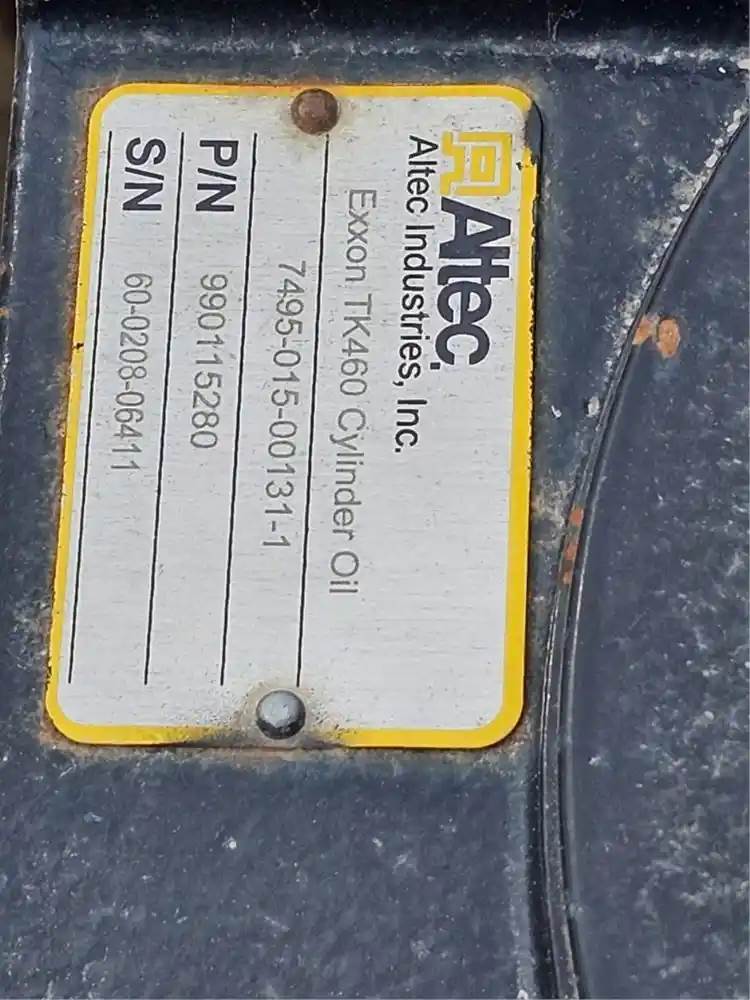 Altec.
Altec Industries, Inc.
Exxon TK460 Cylinder Oil
7495-015-00131-1
P/N 990115280
S/N 60-0208-06411